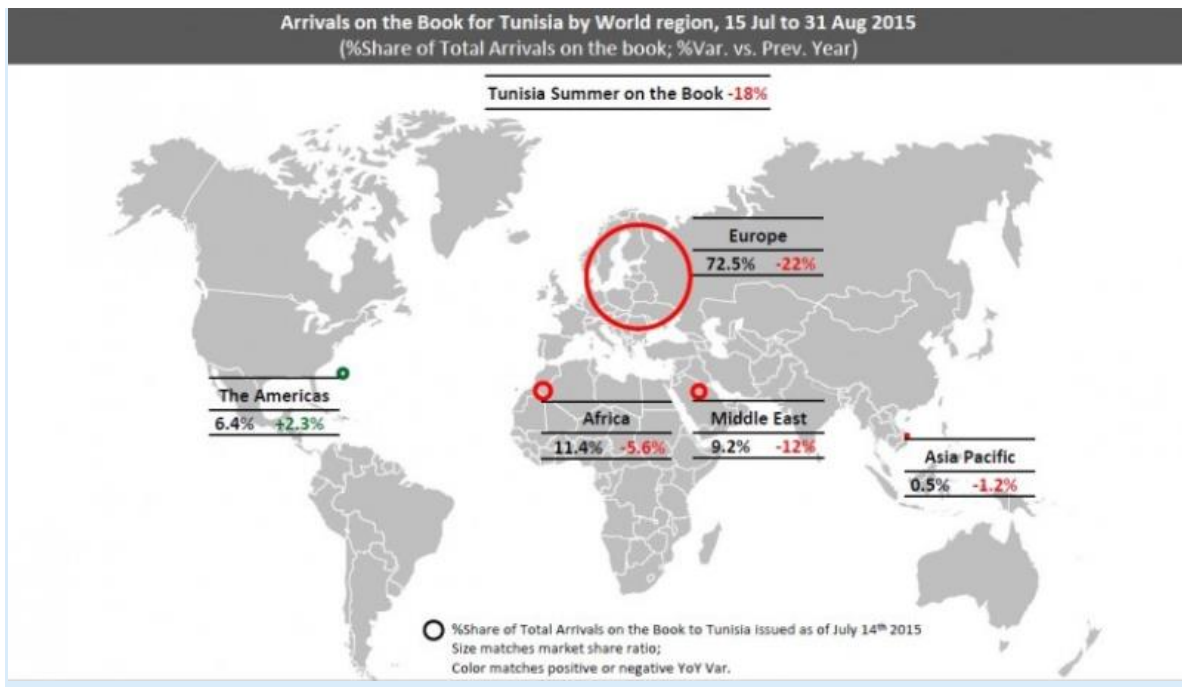 Arrivals on the Book for Tunisia by World region, 15 Jul to 31 Aug 2015
(%Share of Total Arrivals on the book; %Var. vs. Prev. Year)
Tunisia Summer on the Book -18%
Europe
72.5% -22%
The Americas
6.4% +2.3%
Africa
11.4% -5.6%
Middle East
9.2% -12%
Asia Pacific
0.5% -1.2%
%Share of Total Arrivals on the Book to Tunisia issued as of July 14th 2015
Size matches market share ratio;
Color matches positive or negative YoY Var.